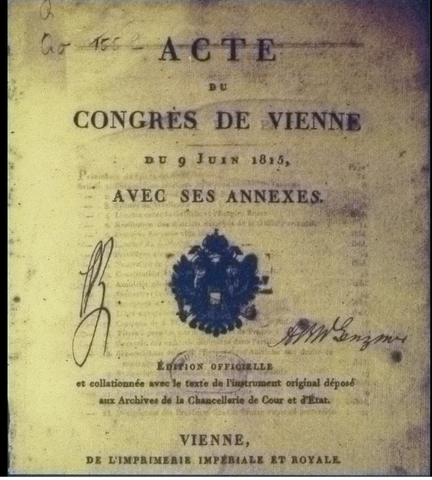 ACTE
DU
CONGRÈS DE VIENNE
DU 9 JUIN 1815,
AVEC SES ANNEXES.
ÉDITION OFFICIELLE
et collationnée avec le texte de l'instrument original déposé
aux Archives de la Chancellerie de Cour et d'État.
VIENNE,
DE L'IMPRIMERIE IMPÉRIALE ET ROYALE.